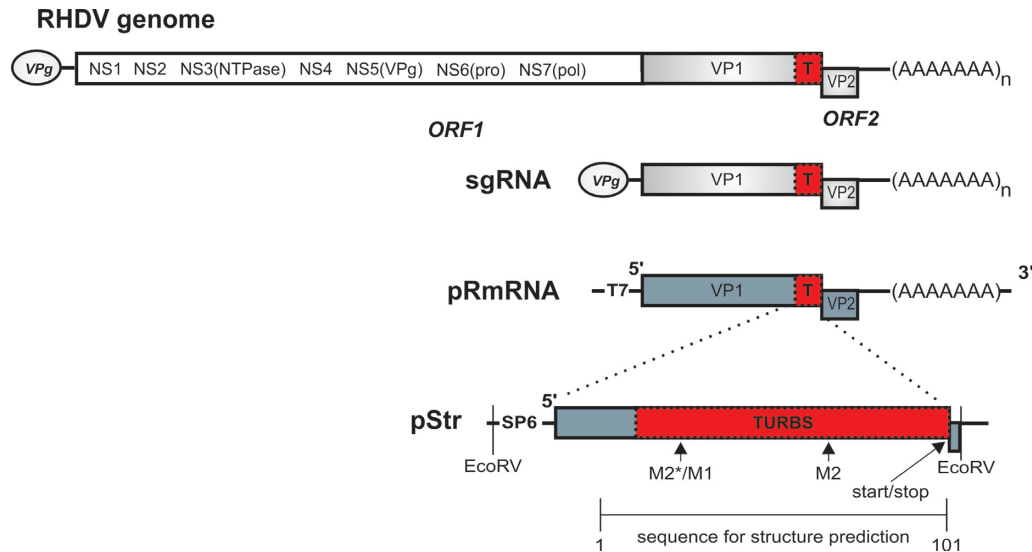 RHDV genome
VPg NS1 NS2 NS3(NTPase) NS4 NS5(VPg) NS6(pro) NS7(pol) VP1 T VP2 (AAAAAAA)n
ORF1 ORF2
sgRNA VPg VP1 T VP2 (AAAAAAA)n
pRmRNA T7 5' VP1 T VP2 (AAAAAAA) 3'
pStr SP6 5' TURBS
EcoRV M2*/M1 M2 start/stop EcoRV
sequence for structure prediction
1 101